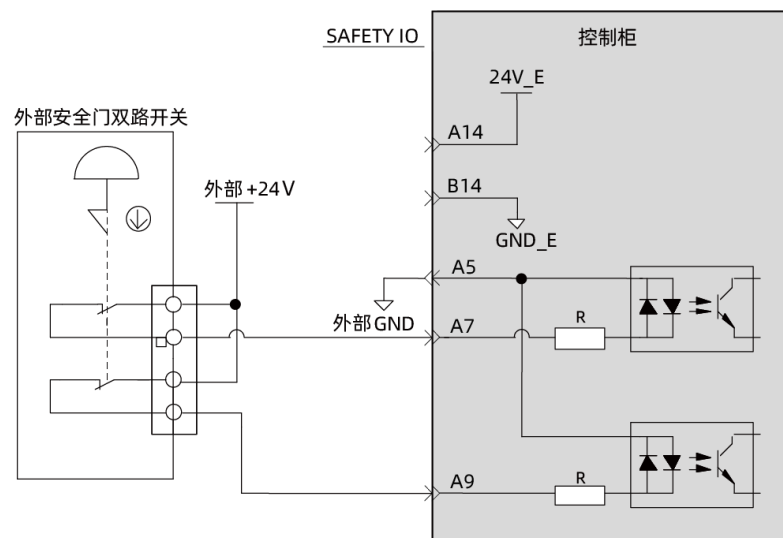 SAFETY IO
控制柜
24V_E
外部安全门双路开关
A14
外部+24V
B14
GND_E
A5
外部GND
A7
R
A9
R